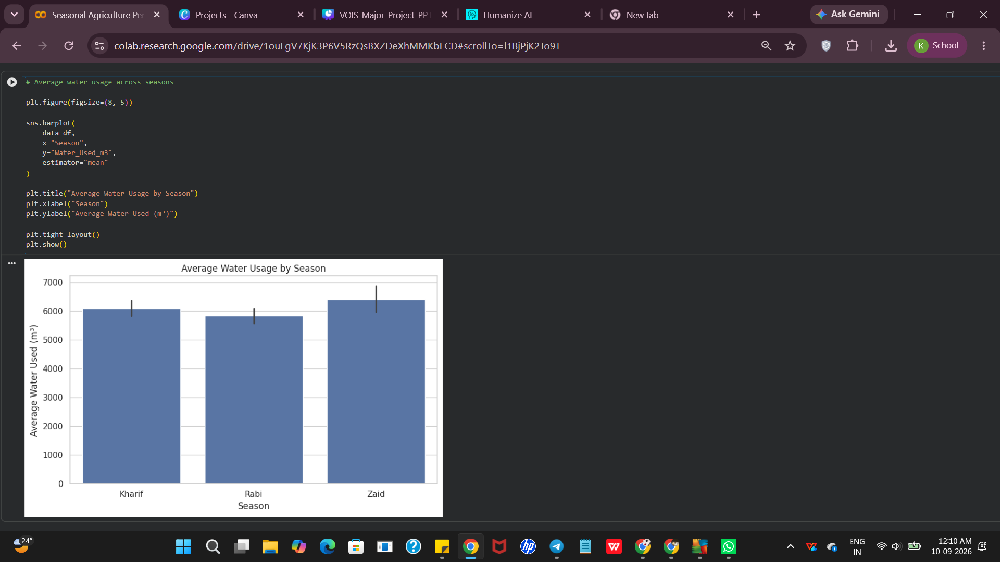 Seasonal Agriculture Per
Projects - Canva
VOIS_Major_Project_PPT
Humanize AI
New tab
Ask Gemini
colab.research.google.com/drive/1ouLgV7KjK3P6V5RzQsBXZDeXhMMKbFCD#scrollTo=l1BjPjK2To9T
K School
# Average water usage across seasons
plt.figure(figsize=(8, 5))
sns.barplot(
    data=df,
    x="Season",
    y="Water_Used_m3",
    estimator="mean"
)
plt.title("Average Water Usage by Season")
plt.xlabel("Season")
plt.ylabel("Average Water Used (m³)")
plt.tight_layout()
plt.show()
Average Water Usage by Season
Average Water Used (m³)
7000
6000
5000
4000
3000
2000
1000
0
Kharif Rabi Zaid
Season
24°
hp
W
ENG
IN
12:10 AM
10-09-2026